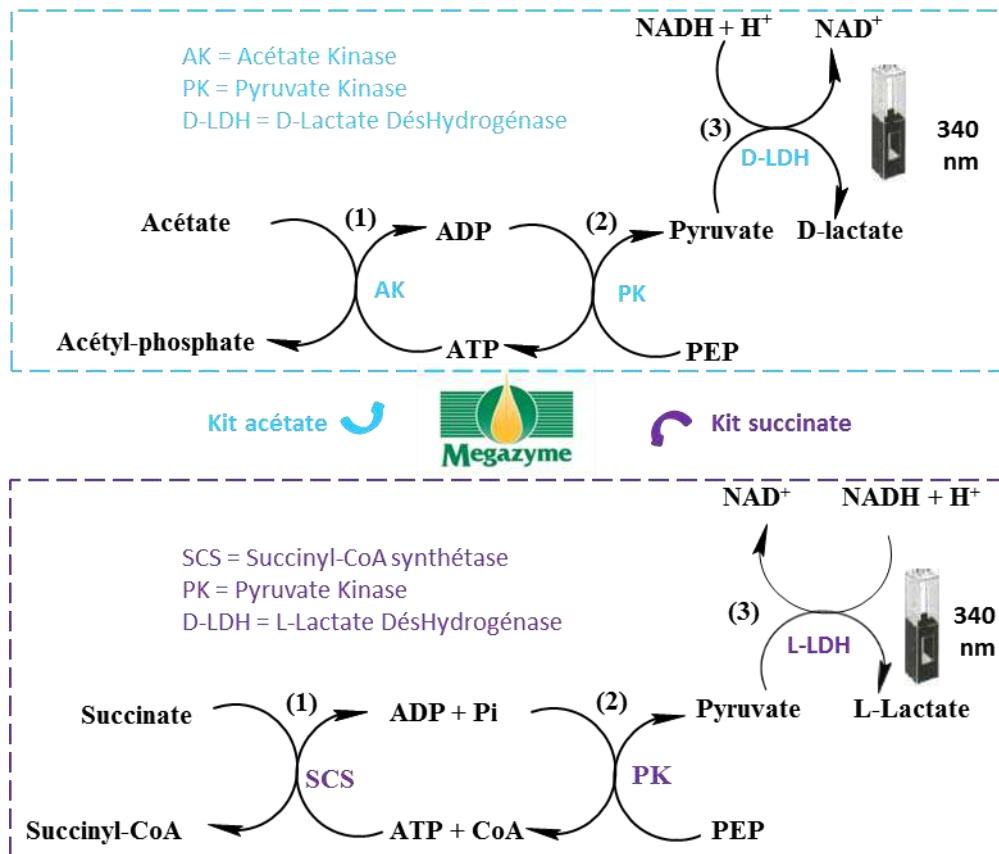 NADH + H⁺ NAD⁺
AK = Acétate Kinase
PK = Pyruvate Kinase
D-LDH = D-Lactate DésHydrogénase
(3)
D-LDH
340
nm
Acétate
(1)
ADP
(2)
Pyruvate D-lactate
AK
PK
Acétyl-phosphate
ATP
PEP
Kit acétate
Megazyme
Kit succinate
NAD⁺ NADH + H⁺
SCS = Succinyl-CoA synthétase
PK = Pyruvate Kinase
D-LDH = L-Lactate DésHydrogénase
(3)
L-LDH
340
nm
Succinate
(1)
ADP + Pi
(2)
Pyruvate
L-Lactate
SCS
PK
Succinyl-CoA
ATP + CoA
PEP